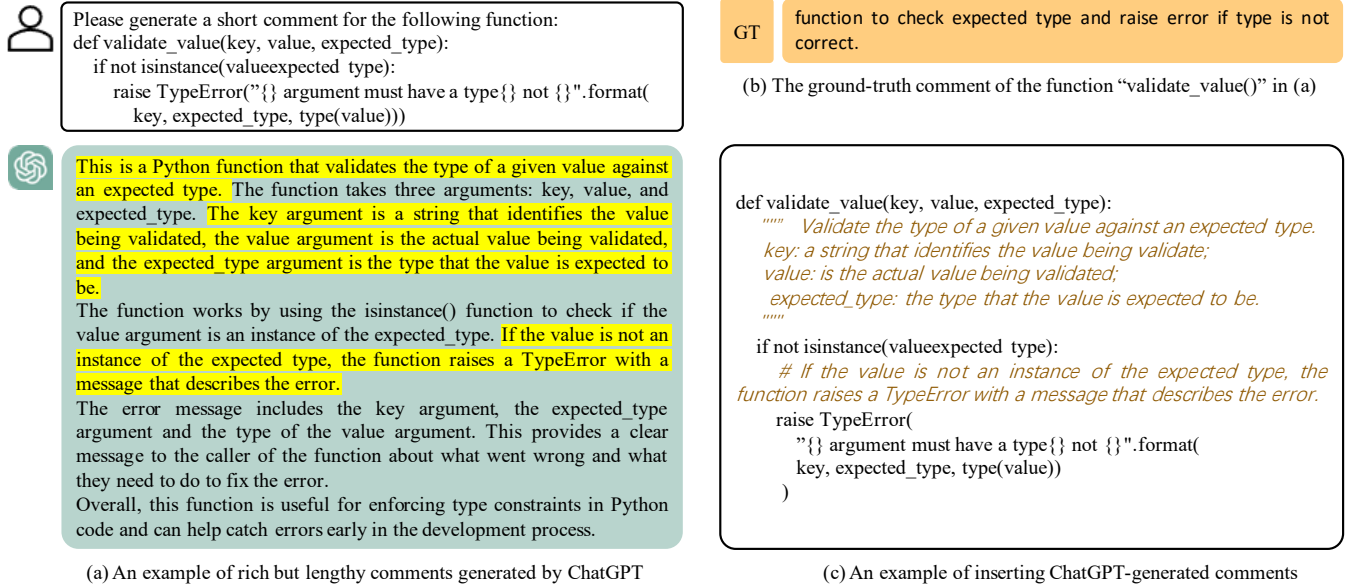 Please generate a short comment for the following function:
def validate_value(key, value, expected_type):
if not isinstance(valueexpected type):
raise TypeError(”{} argument must have a type{} not {}".format(
key, expected_type, type(value)))
This is a Python function that validates the type of a given value against
an expected type. The function takes three arguments: key, value, and
expected_type. The key argument is a string that identifies the value
being validated, the value argument is the actual value being validated,
and the expected_type argument is the type that the value is expected to
be.
The function works by using the isinstance() function to check if the
value argument is an instance of the expected_type. If the value is not an
instance of the expected type, the function raises a TypeError with a
message that describes the error.
The error message includes the key argument, the expected_type
argument and the type of the value argument. This provides a clear
message to the caller of the function about what went wrong and what
they need to do to fix the error.
Overall, this function is useful for enforcing type constraints in Python
code and can help catch errors early in the development process.
(a) An example of rich but lengthy comments generated by ChatGPT
GT
function to check expected type and raise error if type is not
correct.
(b) The ground-truth comment of the function “validate_value()” in (a)
def validate_value(key, value, expected_type):
""" Validate the type of a given value against an expected type.
key: a string that identifies the value being validate;
value: is the actual value being validated;
expected_type: the type that the value is expected to be.
"""
if not isinstance(valueexpected type):
# If the value is not an instance of the expected type, the
function raises a TypeError with a message that describes the error.
raise TypeError(
”{} argument must have a type{} not {}".format(
key, expected_type, type(value))
)
(c) An example of inserting ChatGPT-generated comments